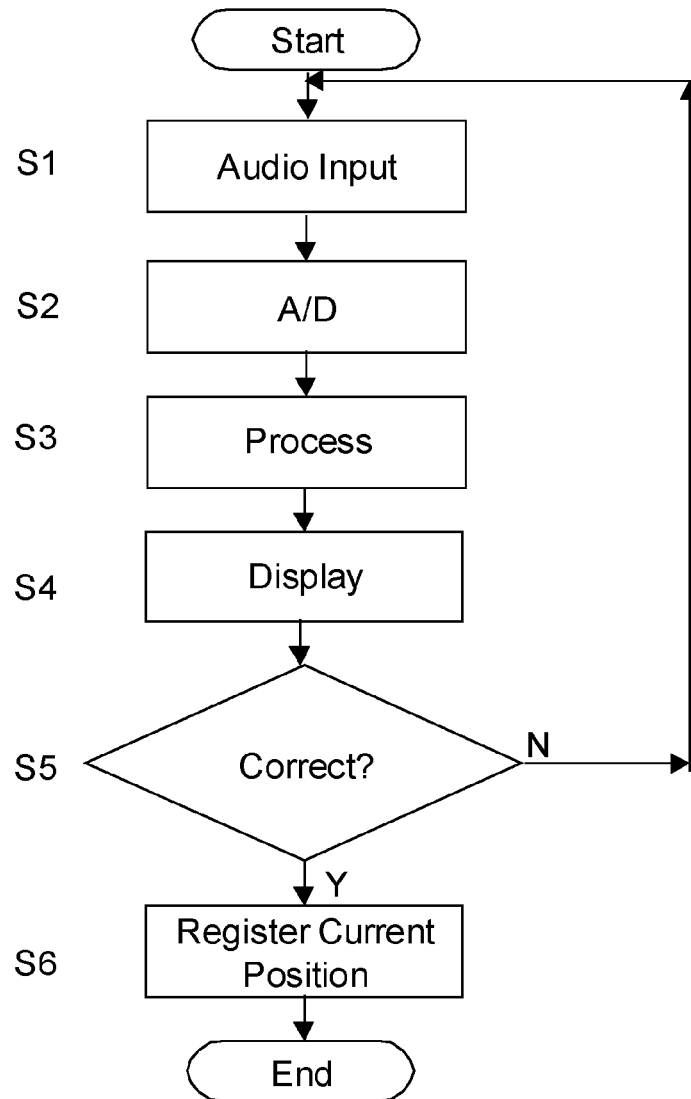 Start
S1
Audio Input
S2
A/D
S3
Process
S4
Display
S5
Correct?
N
Y
S6
Register Current
Position
End